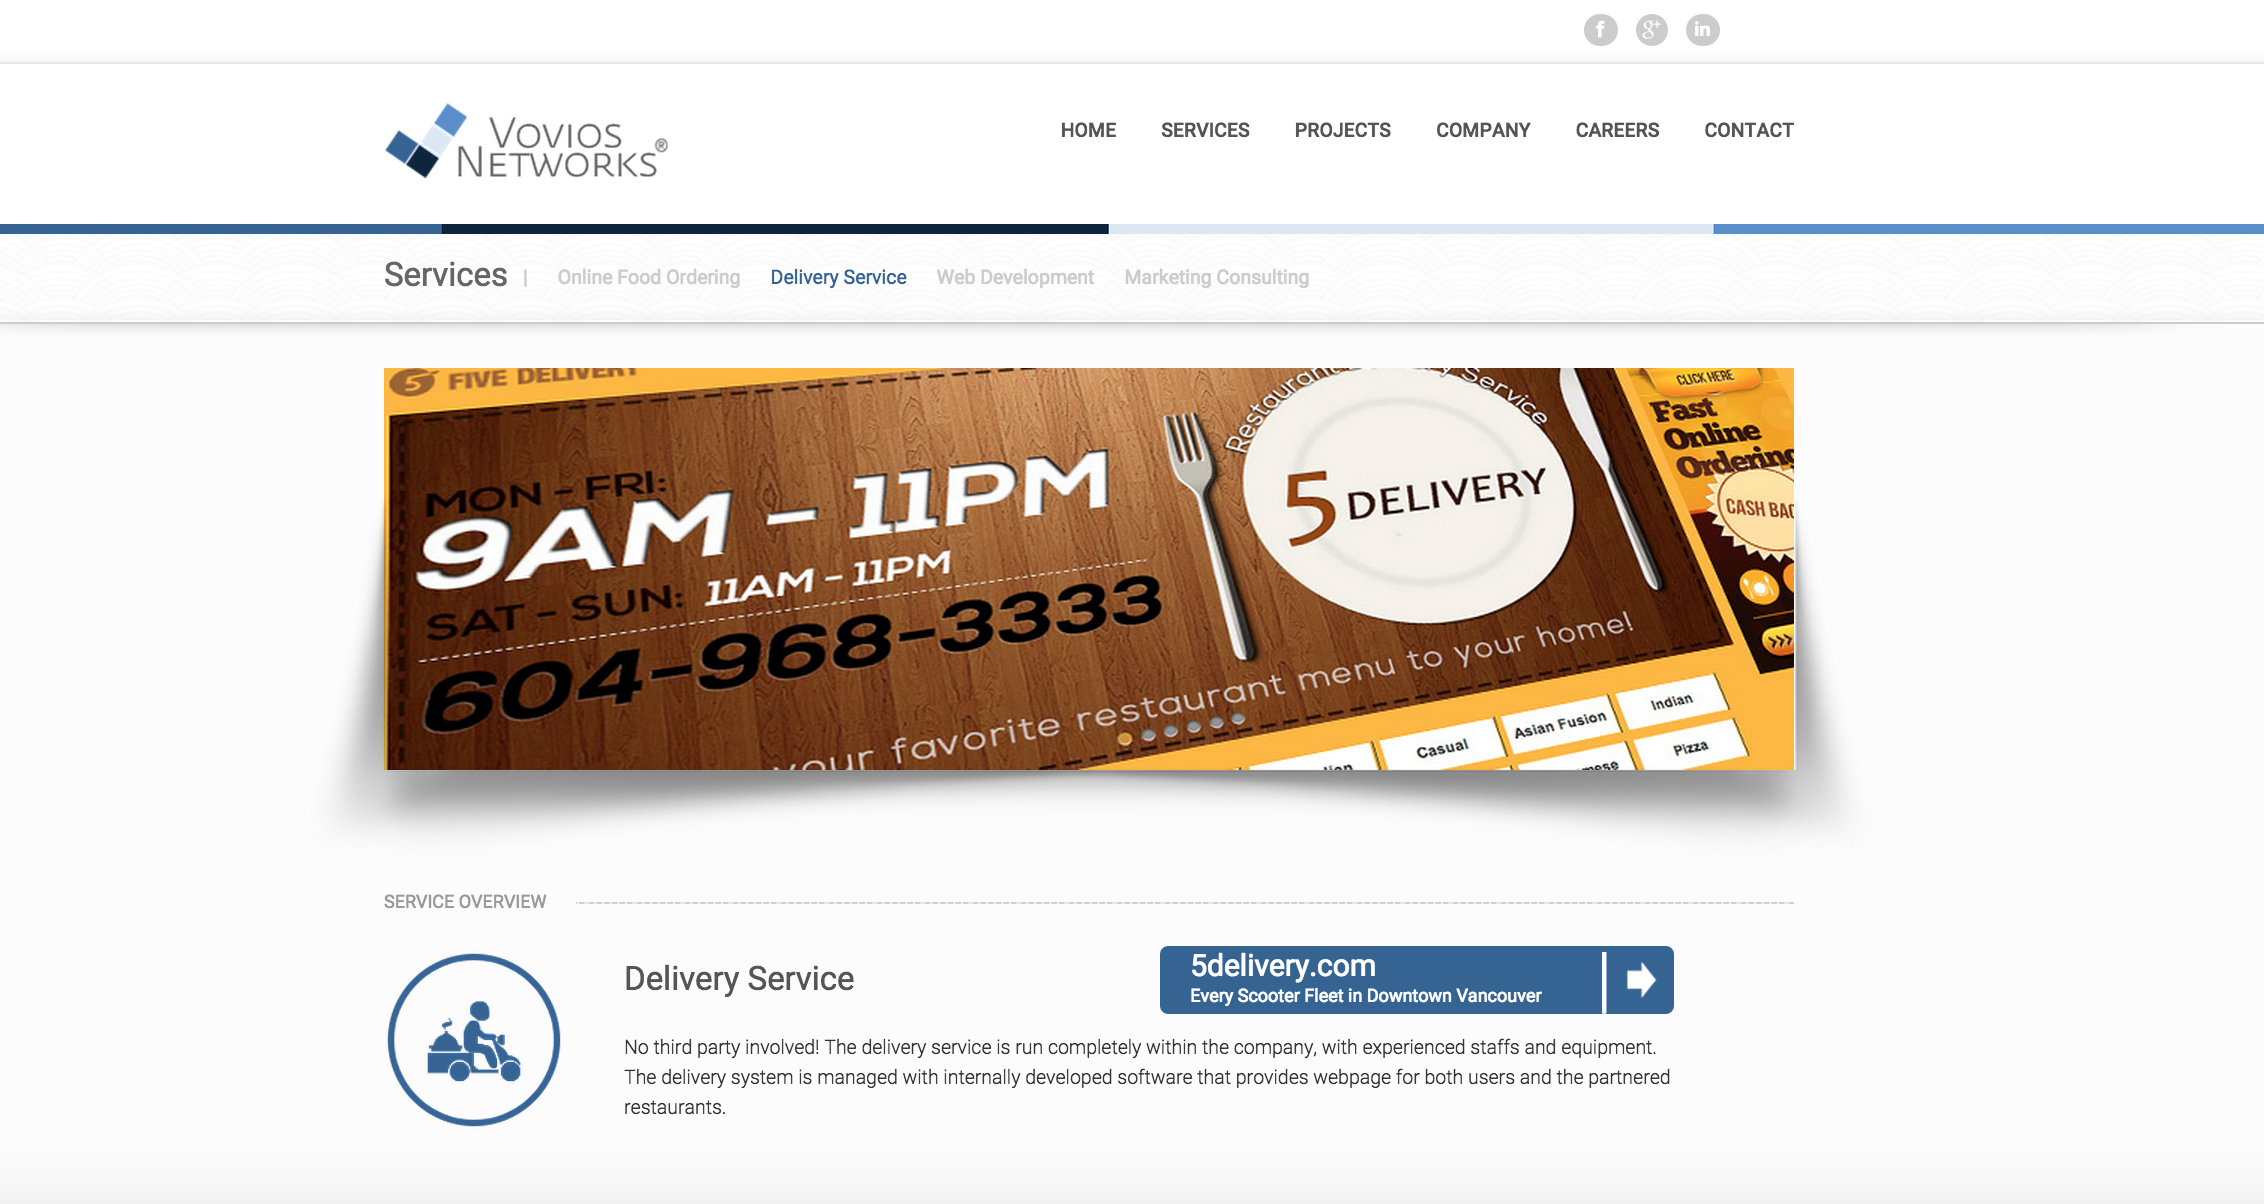 f g+ in
VOVIOS
NETWORKS®
HOME SERVICES PROJECTS COMPANY CAREERS CONTACT
Services | Online Food Ordering Delivery Service Web Development Marketing Consulting
5 FIVE DELIVERY
MON - FRI:
9AM - 11PM
SAT - SUN: 11AM - 11PM
604-968-3333
your favorite restaurant menu to your home!
Restaurant Service
5 DELIVERY
CLICK HERE
Fast
Online
Ordering
CASH
Casual Asian Fusion Indian
Pizza
SERVICE OVERVIEW
Delivery Service
5delivery.com
Every Scooter Fleet in Downtown Vancouver
No third party involved! The delivery service is run completely within the company, with experienced staffs and equipment.
The delivery system is managed with internally developed software that provides webpage for both users and the partnered
restaurants.